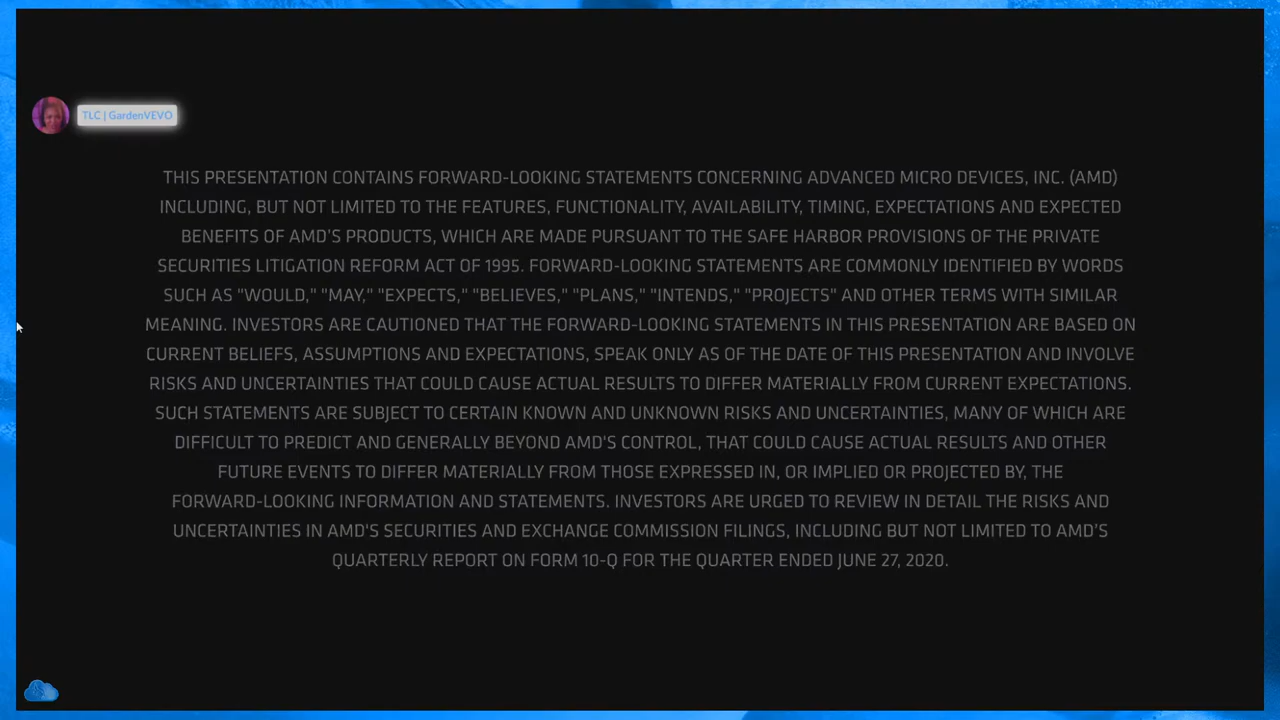 TLC | GardenVEVO
THIS PRESENTATION CONTAINS FORWARD-LOOKING STATEMENTS CONCERNING ADVANCED MICRO DEVICES, INC. (AMD)
INCLUDING, BUT NOT LIMITED TO THE FEATURES, FUNCTIONALITY, AVAILABILITY, TIMING, EXPECTATIONS AND EXPECTED
BENEFITS OF AMD'S PRODUCTS, WHICH ARE MADE PURSUANT TO THE SAFE HARBOR PROVISIONS OF THE PRIVATE
SECURITIES LITIGATION REFORM ACT OF 1995. FORWARD-LOOKING STATEMENTS ARE COMMONLY IDENTIFIED BY WORDS
SUCH AS "WOULD," "MAY," "EXPECTS," "BELIEVES," "PLANS," "INTENDS," "PROJECTS" AND OTHER TERMS WITH SIMILAR
MEANING. INVESTORS ARE CAUTIONED THAT THE FORWARD-LOOKING STATEMENTS IN THIS PRESENTATION ARE BASED ON
CURRENT BELIEFS, ASSUMPTIONS AND EXPECTATIONS, SPEAK ONLY AS OF THE DATE OF THIS PRESENTATION AND INVOLVE
RISKS AND UNCERTAINTIES THAT COULD CAUSE ACTUAL RESULTS TO DIFFER MATERIALLY FROM CURRENT EXPECTATIONS.
SUCH STATEMENTS ARE SUBJECT TO CERTAIN KNOWN AND UNKNOWN RISKS AND UNCERTAINTIES, MANY OF WHICH ARE
DIFFICULT TO PREDICT AND GENERALLY BEYOND AMD'S CONTROL, THAT COULD CAUSE ACTUAL RESULTS AND OTHER
FUTURE EVENTS TO DIFFER MATERIALLY FROM THOSE EXPRESSED IN, OR IMPLIED OR PROJECTED BY, THE
FORWARD-LOOKING INFORMATION AND STATEMENTS. INVESTORS ARE URGED TO REVIEW IN DETAIL THE RISKS AND
UNCERTAINTIES IN AMD'S SECURITIES AND EXCHANGE COMMISSION FILINGS, INCLUDING BUT NOT LIMITED TO AMD'S
QUARTERLY REPORT ON FORM 10-Q FOR THE QUARTER ENDED JUNE 27, 2020.